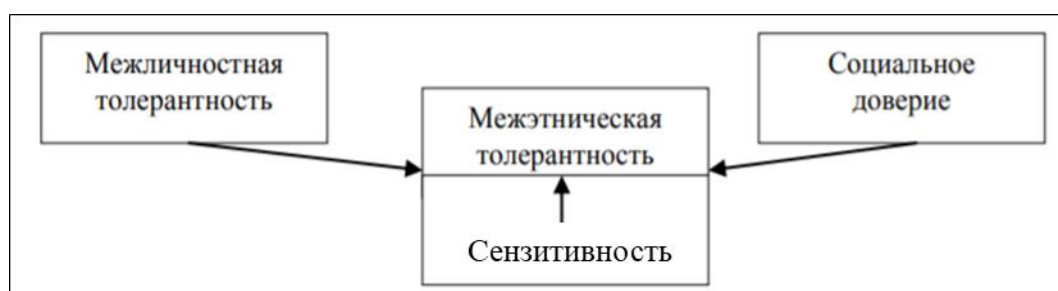 Межличностная
толерантность
Межэтническая
толерантность
Сензитивность
Социальное
доверие